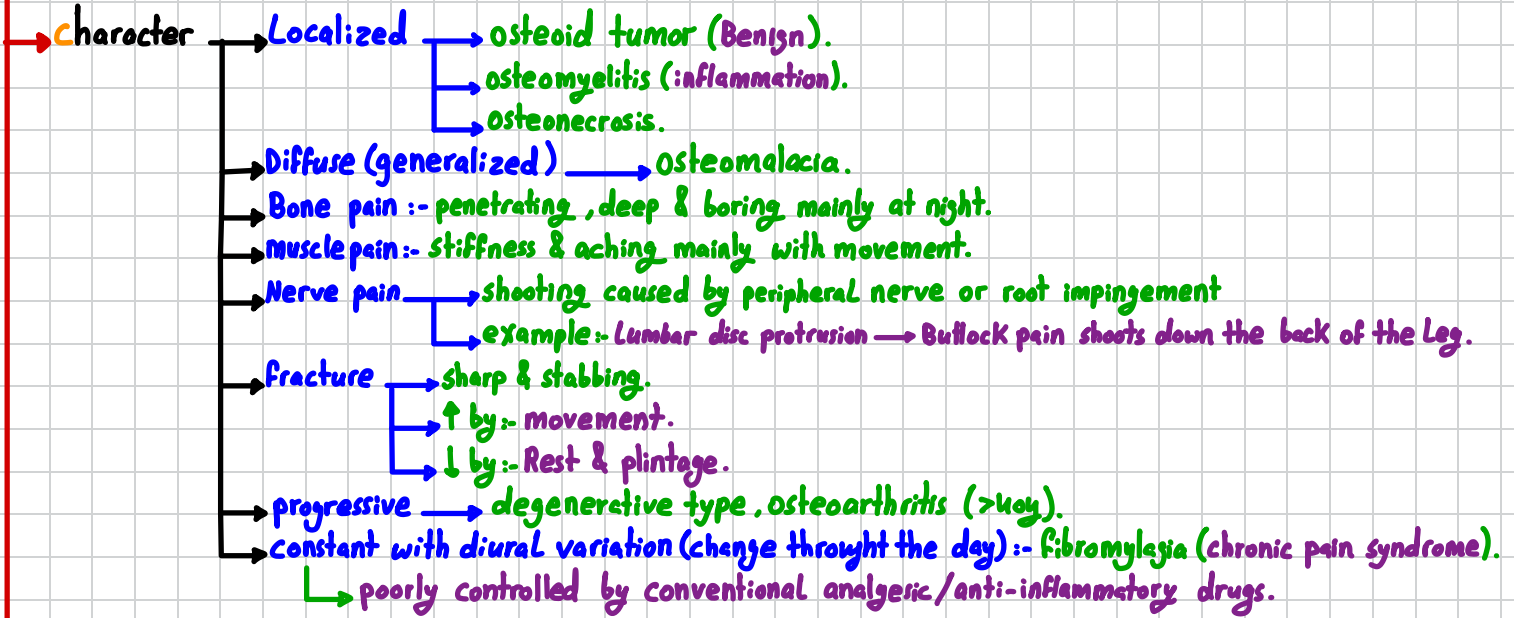 character Localized osteoid tumor (Benign).
osteomyelitis (inflammation).
osteonecrosis.
Diffuse (generalized) osteomalacia.
Bone pain :- penetrating, deep & boring mainly at night.
muscle pain :- stiffness & aching mainly with movement.
Nerve pain shooting caused by peripheral nerve or root impingement
example:- Lumbar disc protrusion → Buttock pain shoots down the back of the Leg.
fracture sharp & stabbing.
↑ by:- movement.
↓ by:- Rest & plintage.
progressive degenerative type, osteoarthritis (>40y).
constant with diural variation (change throught the day) :- fibromylagia (chronic pain syndrome).
poorly controlled by conventional analgesic/anti-inflammatory drugs.